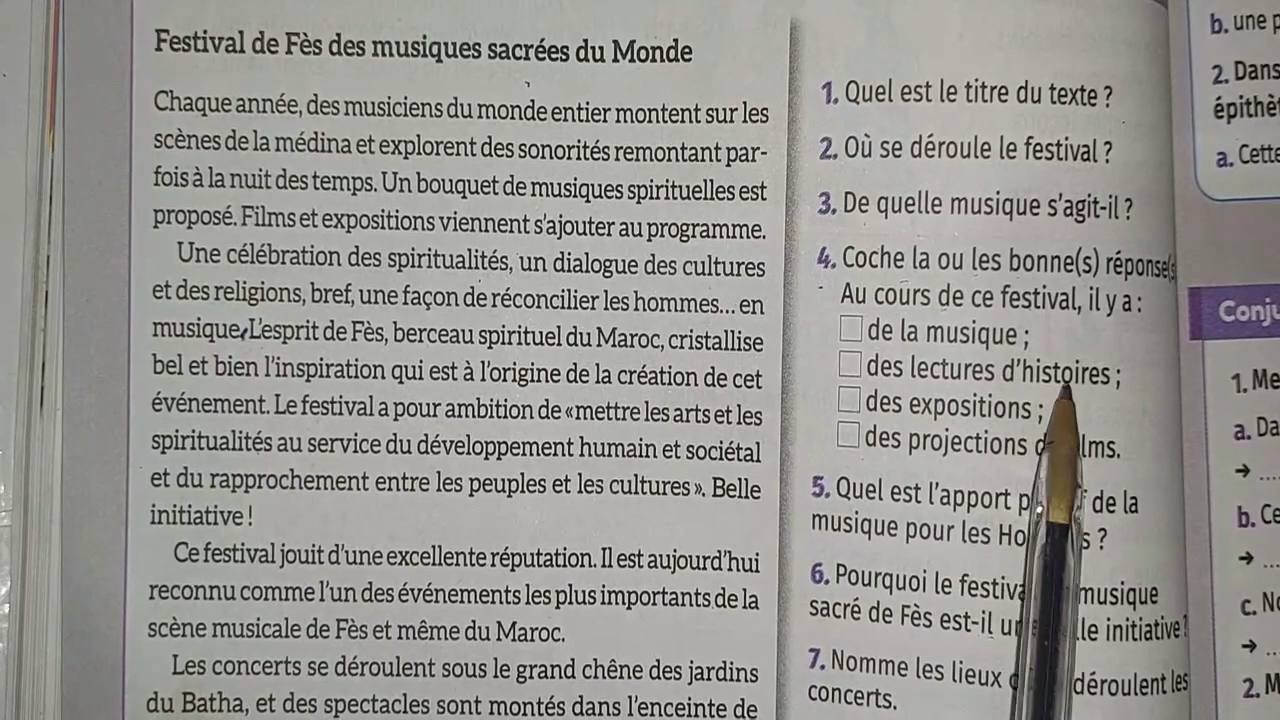 Festival de Fès des musiques sacrées du Monde
Chaque année, des musiciens du monde entier montent sur les
scènes de la médina et explorent des sonorités remontant par-
fois à la nuit des temps. Un bouquet de musiques spirituelles est
proposé. Films et expositions viennent s'ajouter au programme.
Une célébration des spiritualités, un dialogue des cultures
et des religions, bref, une façon de réconcilier les hommes... en
musique. L'esprit de Fès, berceau spirituel du Maroc, cristallise
bel et bien l'inspiration qui est à l'origine de la création de cet
événement. Le festival a pour ambition de «mettre les arts et les
spiritualités au service du développement humain et sociétal
et du rapprochement entre les peuples et les cultures». Belle
initiative !
Ce festival jouit d'une excellente réputation. Il est aujourd'hui
reconnu comme l'un des événements les plus importants de la
scène musicale de Fès et même du Maroc.
Les concerts se déroulent sous le grand chêne des jardins
du Batha, et des spectacles sont montés dans l'enceinte de
1. Quel est le titre du texte ?
2. Où se déroule le festival ?
3. De quelle musique s'agit-il ?
4. Coche la ou les bonne(s) réponse(s
Au cours de ce festival, il y a :
de la musique ;
des lectures d'histoires ;
des expositions ;
des projections lms.
5. Quel est l'apport de la
musique pour les Ho s ?
6. Pourquoi le festiva musique
sacré de Fès est-il u lle initiative ?
7. Nomme les lieux déroulent les
concerts.
b. une p
2. Dans
épithè
a. Cette
Conju
1. Me
a. Da
→ ....
b. Ce
→ ...
c. No
→ ..
2. M